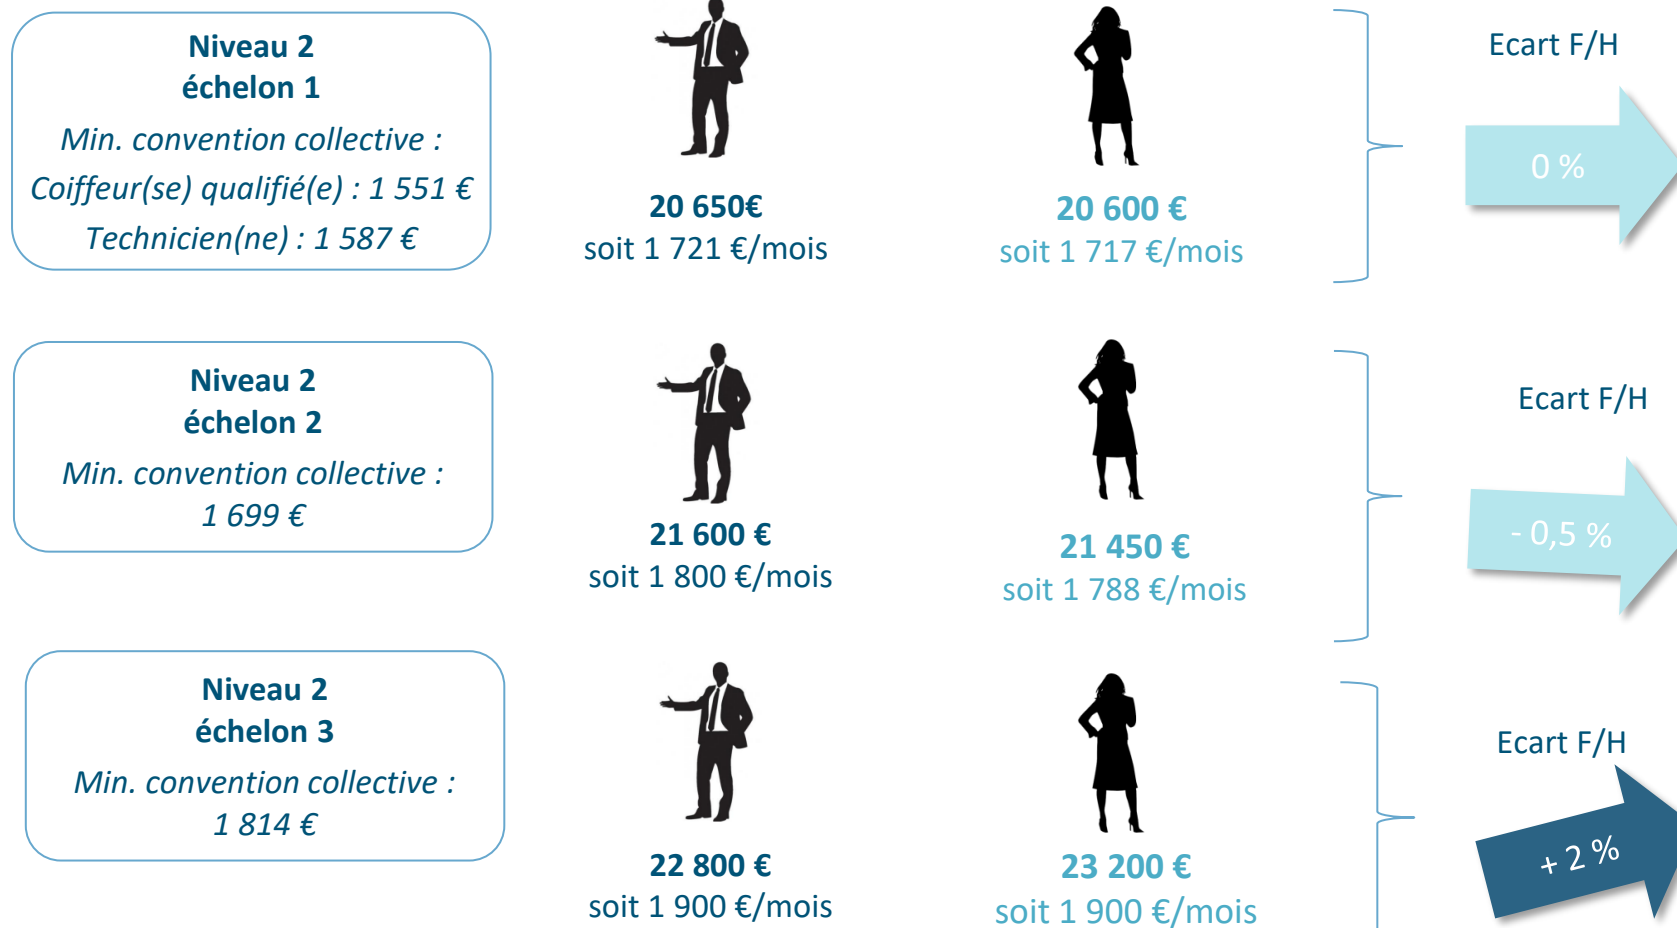 Niveau 2
échelon 1
Min. convention collective :
Coiffeur(se) qualifié(e) : 1 551 €
Technicien(ne) : 1 587 €
20 650€
soit 1 721 €/mois
20 600 €
soit 1 717 €/mois
Ecart F/H
0 %
Niveau 2
échelon 2
Min. convention collective :
1 699 €
21 600 €
soit 1 800 €/mois
21 450 €
soit 1 788 €/mois
Ecart F/H
- 0,5 %
Niveau 2
échelon 3
Min. convention collective :
1 814 €
22 800 €
soit 1 900 €/mois
23 200 €
soit 1 900 €/mois
Ecart F/H
+ 2 %